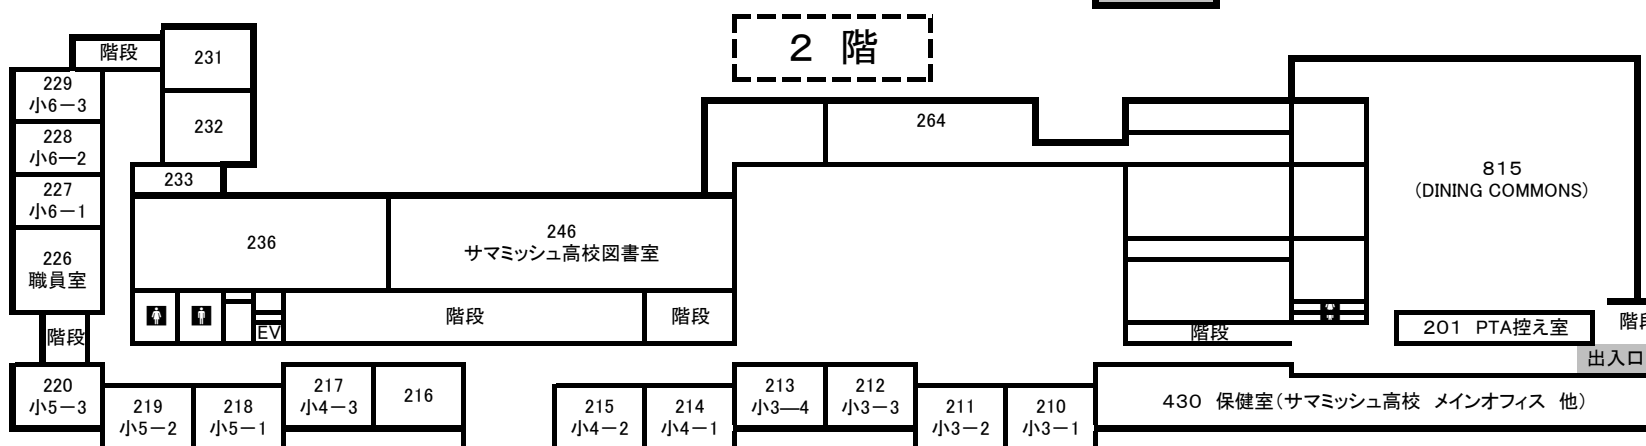 ２ 階
階段
231
229
小6－3
232
228
小6－2
227
小6－1
233
226
職員室
236
246
サマミッシュ高校図書室
264
815
(DINING COMMONS)
階段
EV
階段
階段
階段
201 PTA控え室
階段
出入口
220
小5－3
219
小5－2
218
小5－1
217
小4－3
216
215
小4－2
214
小4－1
213
小3—4
212
小3－3
211
小3－2
210
小3－1
430 保健室(サマミッシュ高校 メインオフィス 他)